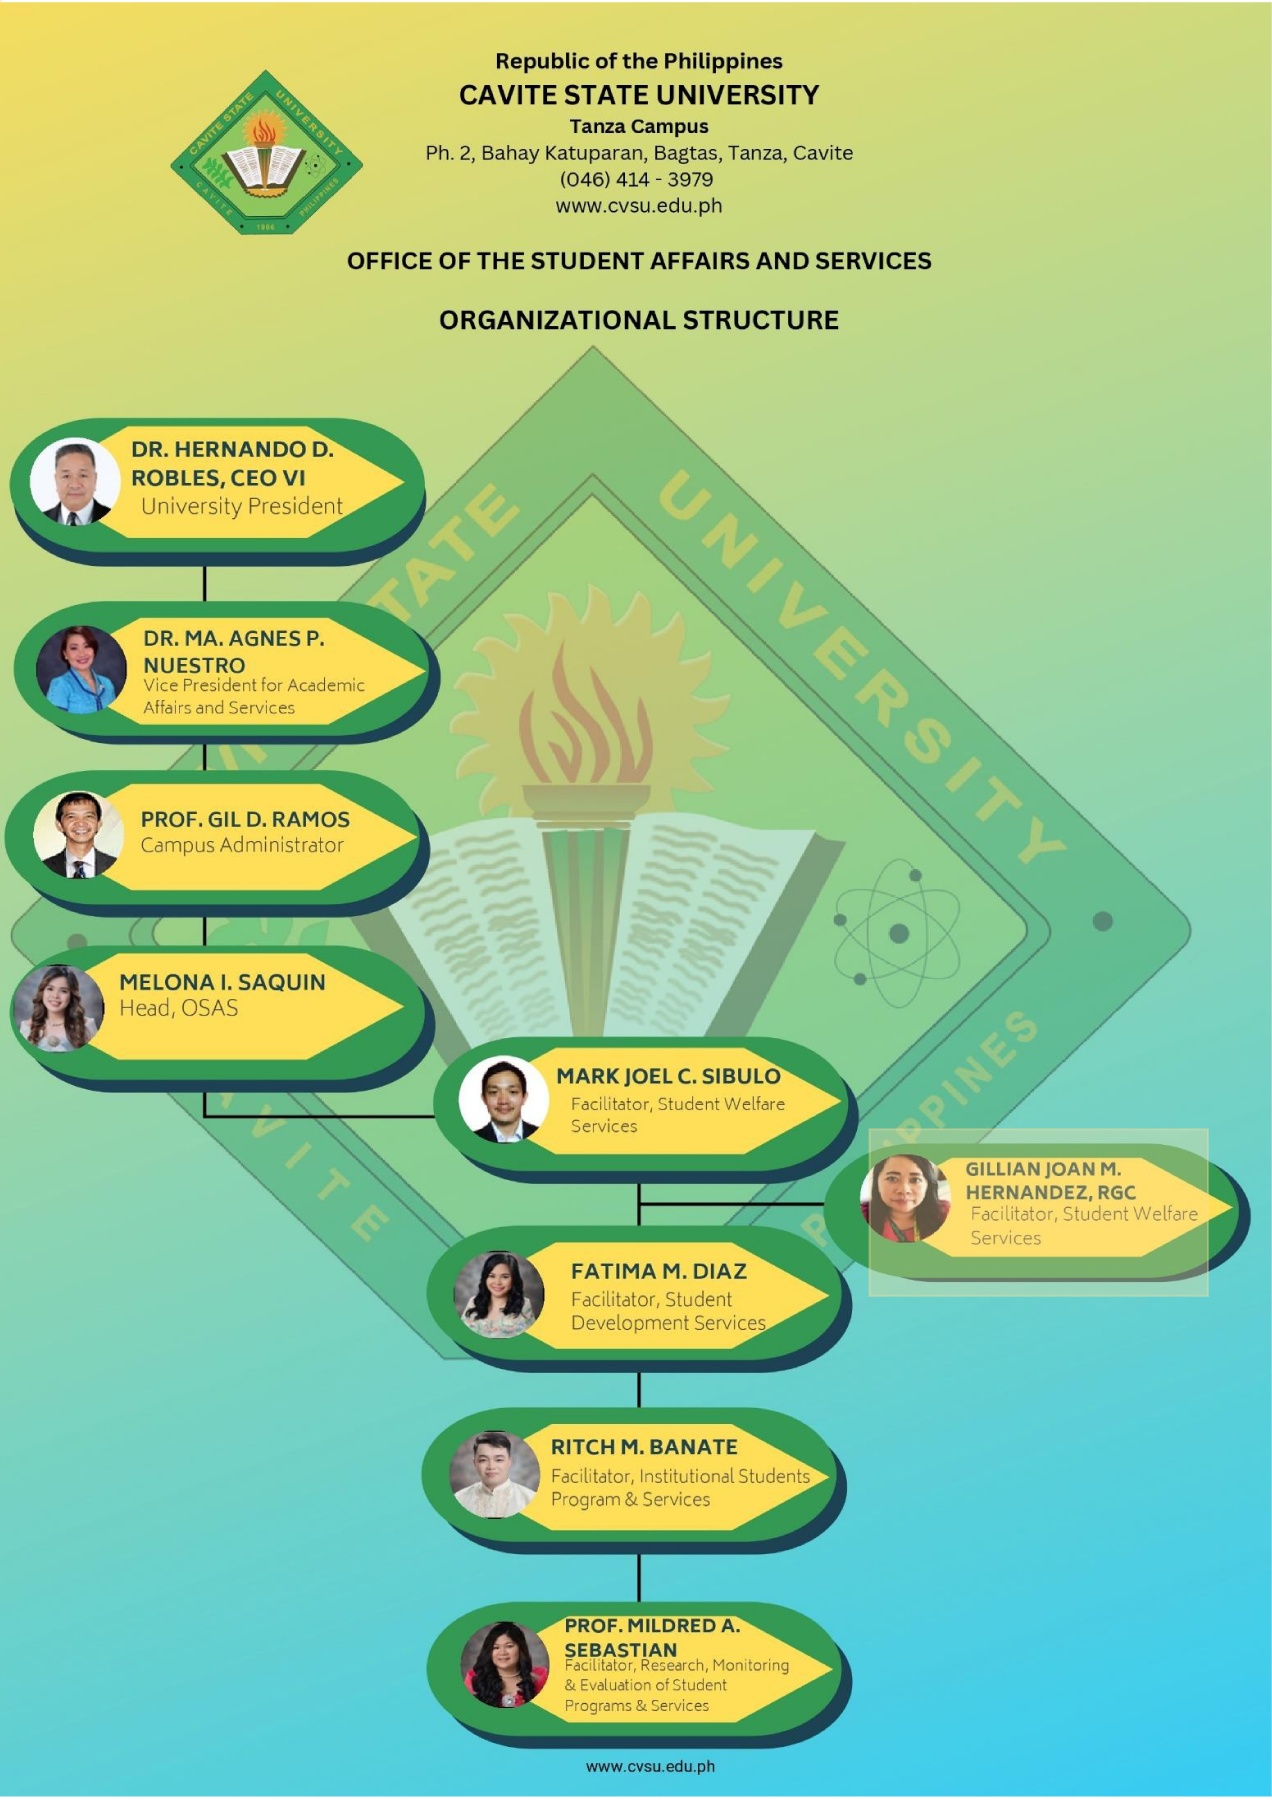 Republic of the Philippines
CAVITE STATE UNIVERSITY
Tanza Campus
Ph. 2, Bahay Katuparan, Bagtas, Tanza, Cavite
(046) 414 - 3979
www.cvsu.edu.ph
CAVITE STATE UNIVERSITY
CAVITE 1906 PHILIPPINES
OFFICE OF THE STUDENT AFFAIRS AND SERVICES
ORGANIZATIONAL STRUCTURE
DR. HERNANDO D.
ROBLES, CEO VI
University President
DR. MA. AGNES P.
NUESTRO
Vice President for Academic
Affairs and Services
PROF. GIL D. RAMOS
Campus Administrator
MELONA I. SAQUIN
Head, OSAS
MARK JOEL C. SIBULO
Facilitator, Student Welfare
Services
GILLIAN JOAN M.
HERNANDEZ, RGC
Facilitator, Student Welfare
Services
FATIMA M. DIAZ
Facilitator, Student
Development Services
RITCH M. BANATE
Facilitator, Institutional Students
Program & Services
PROF. MILDRED A.
SEBASTIAN
Facilitator, Research, Monitoring
& Evaluation of Student
Programs & Services
www.cvsu.edu.ph
UNIVERSITY